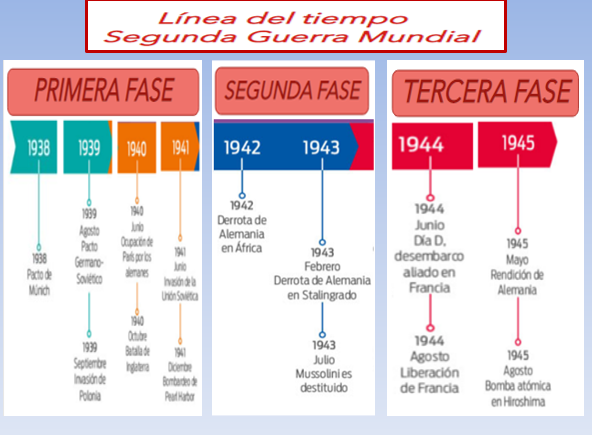 Línea del tiempo
Segunda Guerra Mundial
PRIMERA FASE
1938
1939
1940
1941
1938
Pacto de
Múnich
1939
Agosto
Pacto
Germano-
Soviético
1939
Septiembre
Invasión de
Polonia
1940
Junio
Ocupación de
París por los
alemanes
1940
Octubre
Batalla de
Inglaterra
1941
Junio
Invasión de la
Unión Soviética
1941
Diciembre
Bombardeo de
Pearl Harbor
SEGUNDA FASE
1942
1943
1942
Derrota de
Alemania
en África
1943
Febrero
Derrota de Alemania
en Stalingrado
1943
Julio
Mussolini es
destituido
TERCERA FASE
1944
1945
1944
Junio
Día D,
desembarco
aliado en
Francia
1944
Agosto
Liberación
de Francia
1945
Mayo
Rendición de
Alemania
1945
Agosto
Bomba atómica
en Hiroshima